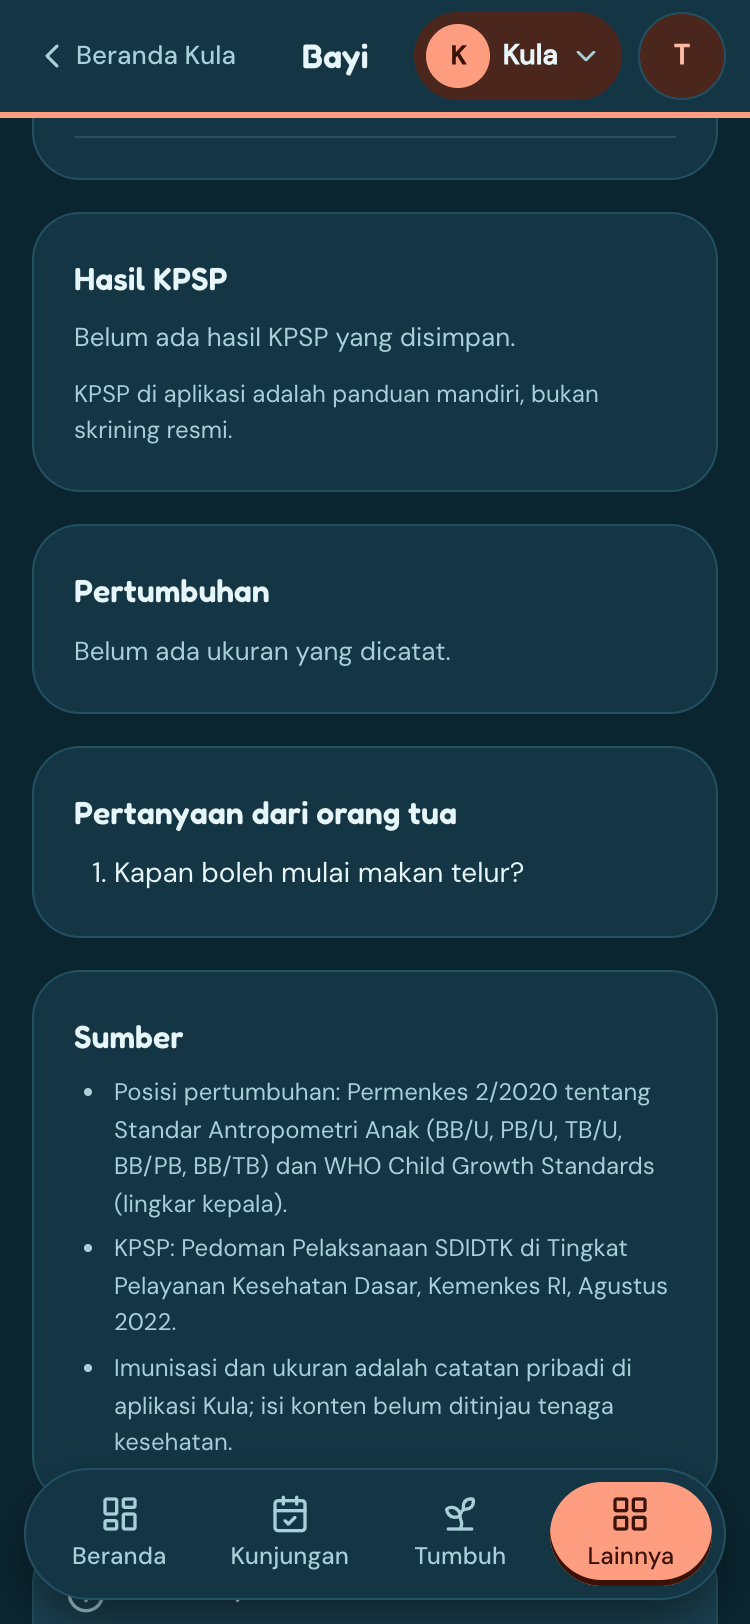 Beranda Kula
Bayi
K
Kula
T
Hasil KPSP
Belum ada hasil KPSP yang disimpan.
KPSP di aplikasi adalah panduan mandiri, bukan
skrining resmi.
Pertumbuhan
Belum ada ukuran yang dicatat.
Pertanyaan dari orang tua
1. Kapan boleh mulai makan telur?
Sumber
• Posisi pertumbuhan: Permenkes 2/2020 tentang
Standar Antropometri Anak (BB/U, PB/U, TB/U,
BB/PB, BB/TB) dan WHO Child Growth Standards
(lingkar kepala).
• KPSP: Pedoman Pelaksanaan SDIDTK di Tingkat
Pelayanan Kesehatan Dasar, Kemenkes RI, Agustus
2022.
• Imunisasi dan ukuran adalah catatan pribadi di
aplikasi Kula; isi konten belum ditinjau tenaga
kesehatan.
Beranda
Kunjungan
Tumbuh
Lainnya